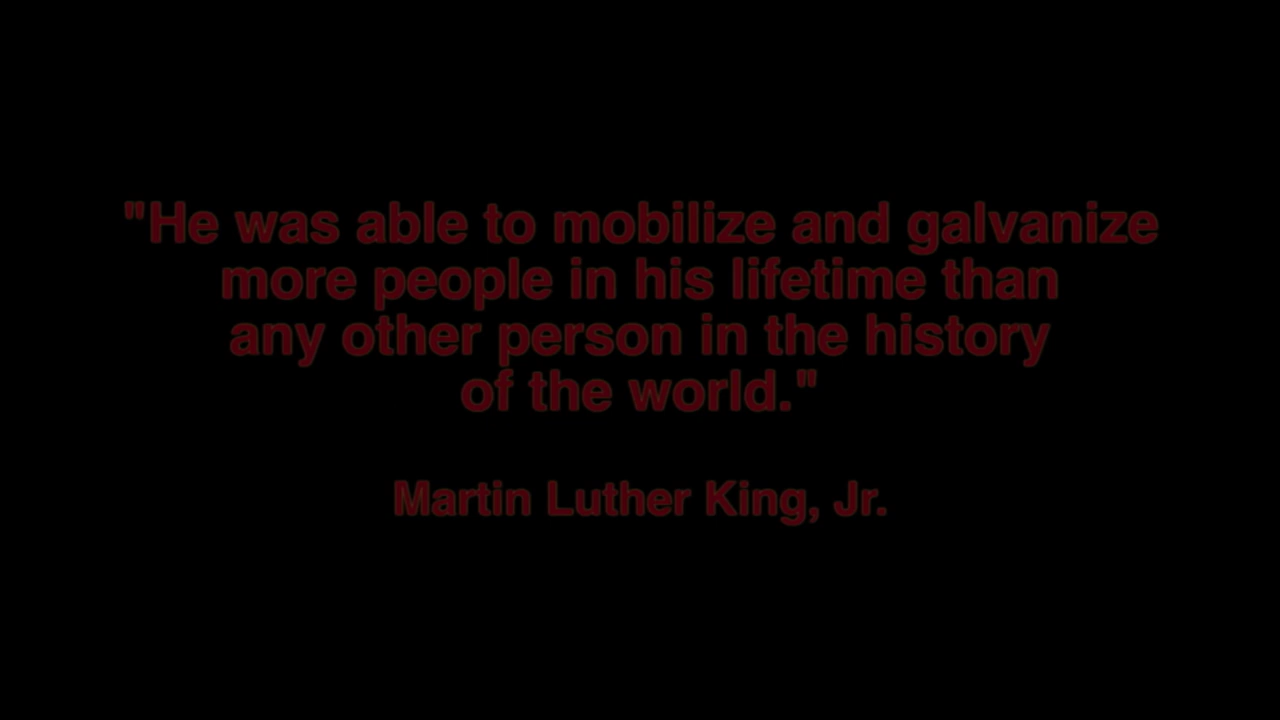 "He was able to mobilize and galvanize
more people in his lifetime than
any other person in the history
of the world."
Martin Luther King, Jr.